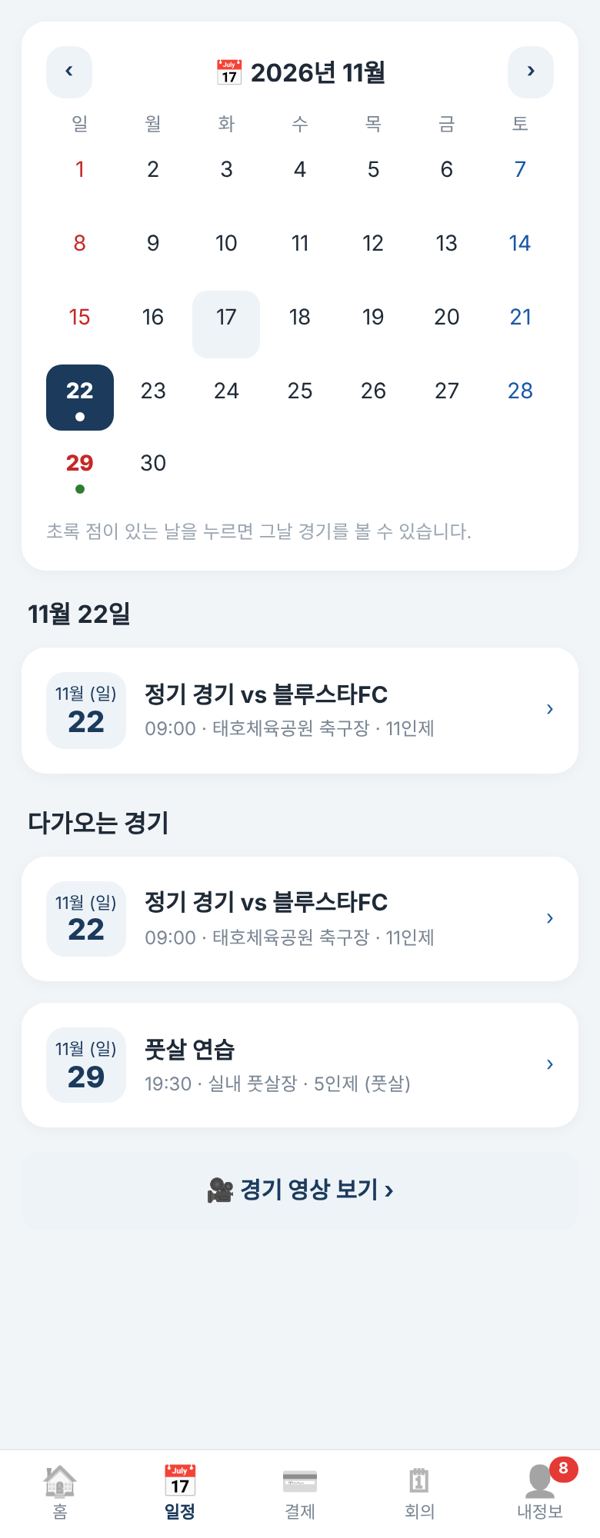 ‹ 📅 2026년 11월 ›
일 월 화 수 목 금 토
1 2 3 4 5 6 7
8 9 10 11 12 13 14
15 16 17 18 19 20 21
22 23 24 25 26 27 28
29 30
초록 점이 있는 날을 누르면 그날 경기를 볼 수 있습니다.
11월 22일
11월 (일)
22
정기 경기 vs 블루스타FC
09:00 · 태호체육공원 축구장 · 11인제
›
다가오는 경기
11월 (일)
22
정기 경기 vs 블루스타FC
09:00 · 태호체육공원 축구장 · 11인제
›
11월 (일)
29
풋살 연습
19:30 · 실내 풋살장 · 5인제 (풋살)
›
🎥 경기 영상 보기 ›
8
홈 일정 결제 회의 내정보